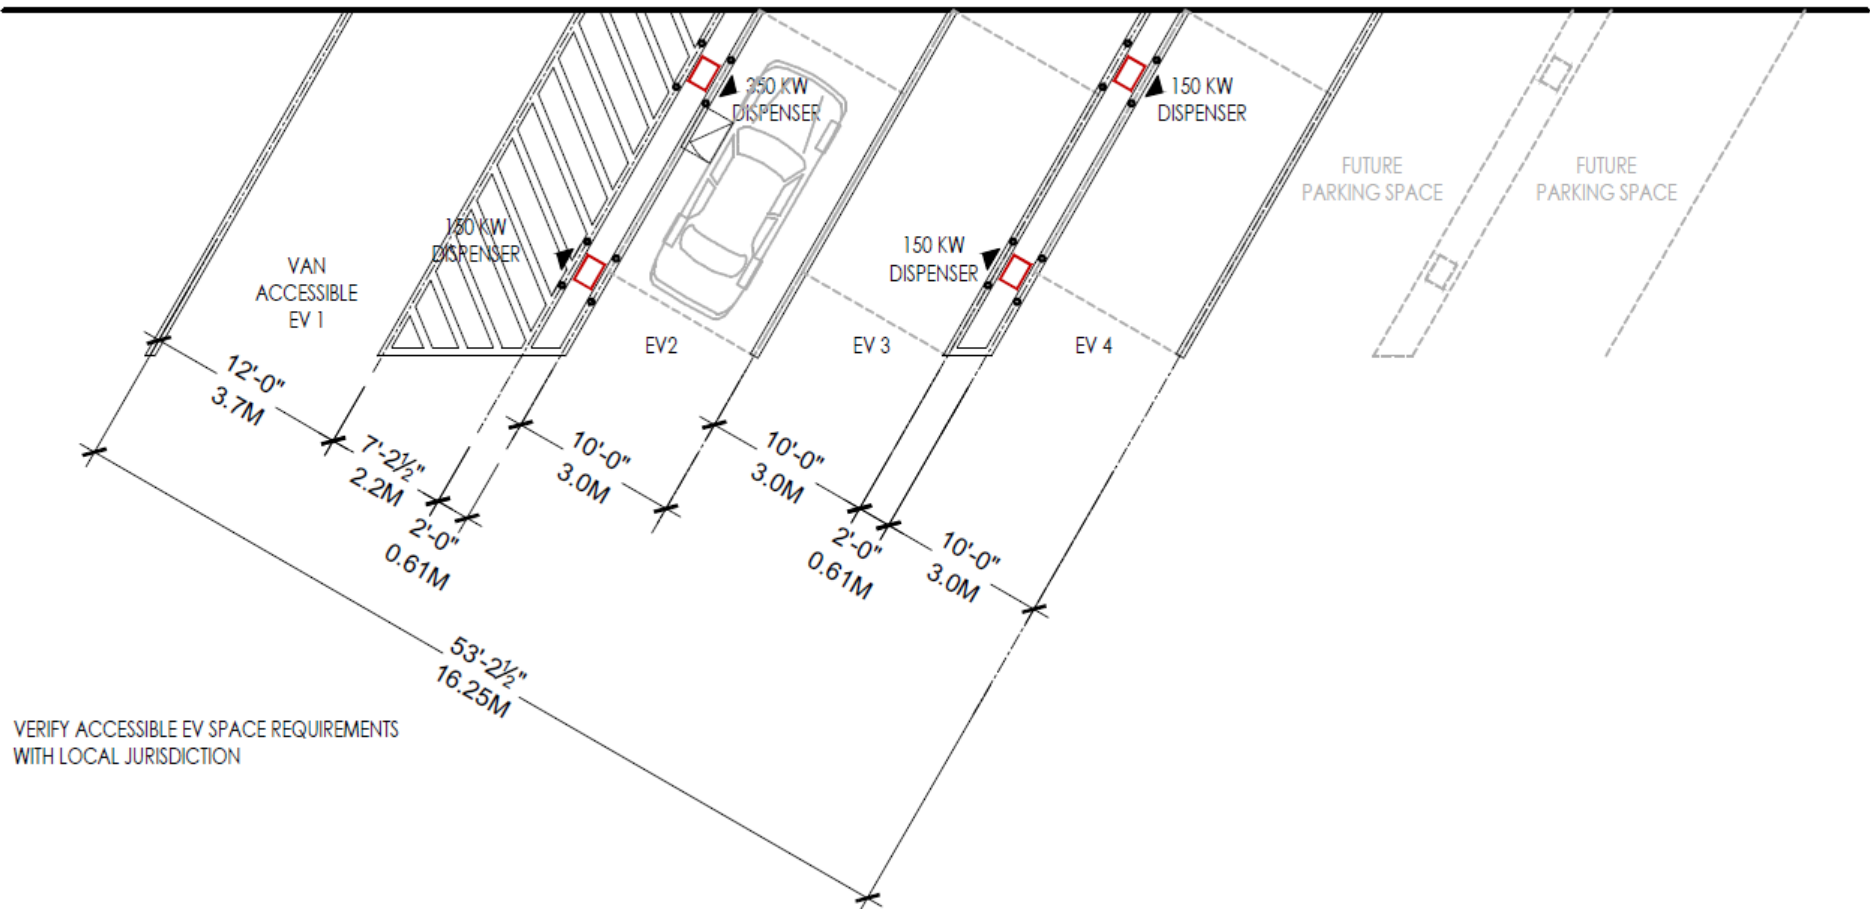 350 KW
DISPENSER
150 KW
DISPENSER
FUTURE
PARKING SPACE
FUTURE
PARKING SPACE
150 KW
DISPENSER
150 KW
DISPENSER
VAN
ACCESSIBLE
EV 1
EV2
EV 3
EV 4
12'-0"
3.7M
7'-2½"
2.2M
2'-0"
0.61M
10'-0"
3.0M
10'-0"
3.0M
2'-0"
0.61M
10'-0"
3.0M
53'-2½"
16.25M
VERIFY ACCESSIBLE EV SPACE REQUIREMENTS
WITH LOCAL JURISDICTION